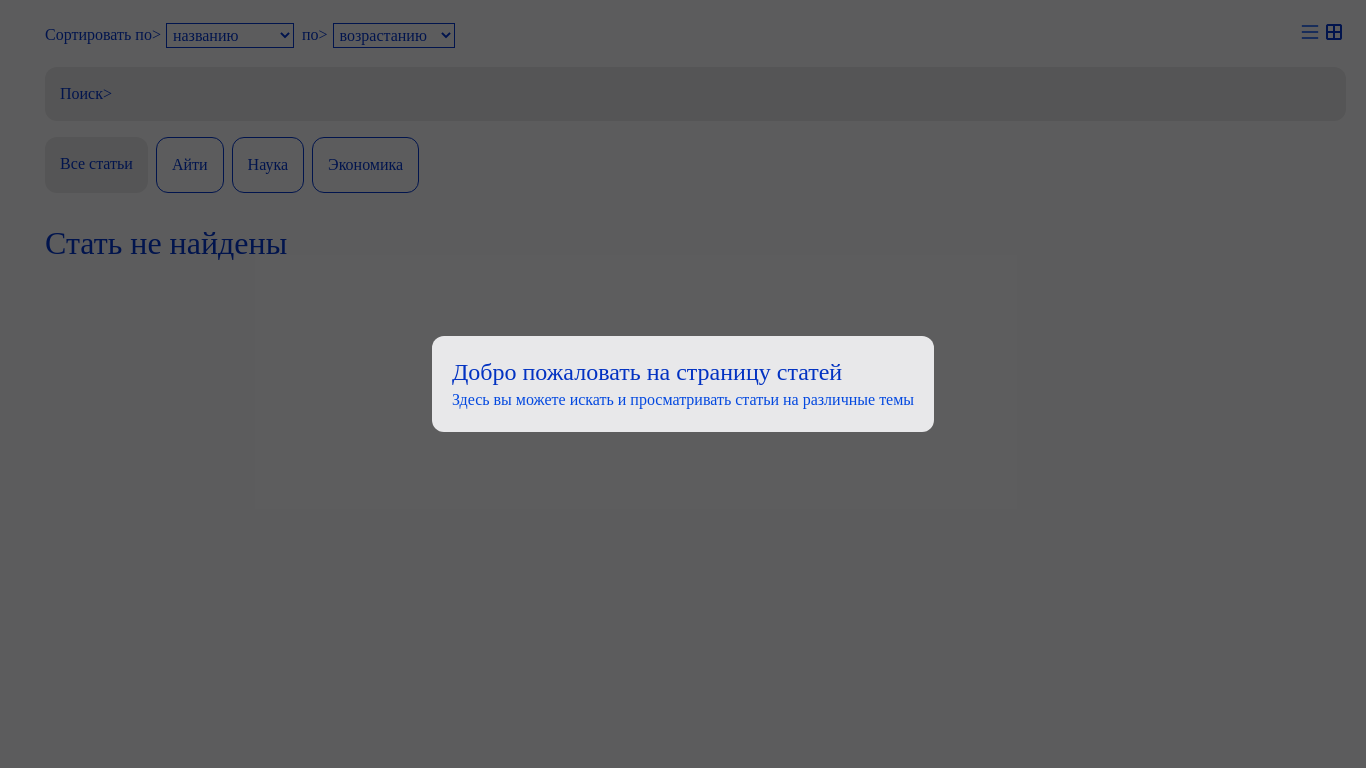 Сортировать по> названию по> возрастанию
Поиск>
Все статьи Айти Наука Экономика
Стать не найдены
Добро пожаловать на страницу статей
Здесь вы можете искать и просматривать статьи на различные темы